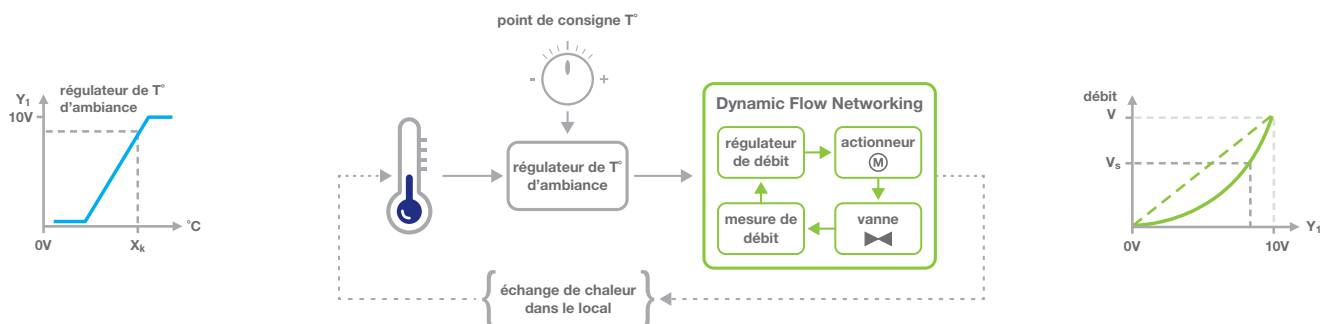 Y₁
10V
régulateur de T°
d’ambiance
0V
Xₖ
°C
point de consigne T°
-
+
régulateur de T°
d’ambiance
Dynamic Flow Networking
régulateur
de débit
actionneur
M
mesure de
débit
vanne
échange de chaleur
dans le local
débit
V
Vₛ
0V
10V
Y₁